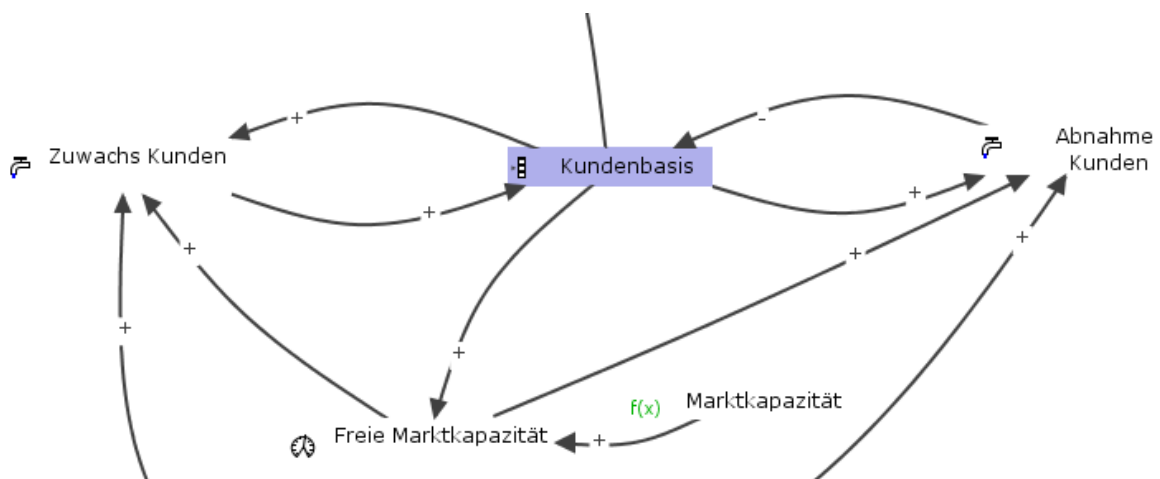 +
-
Abnahme
Kunden
Zuwachs Kunden
Kundenbasis
+
+
+
+
+
+
+
f(x)
Marktkapazität
Freie Marktkapazität
+